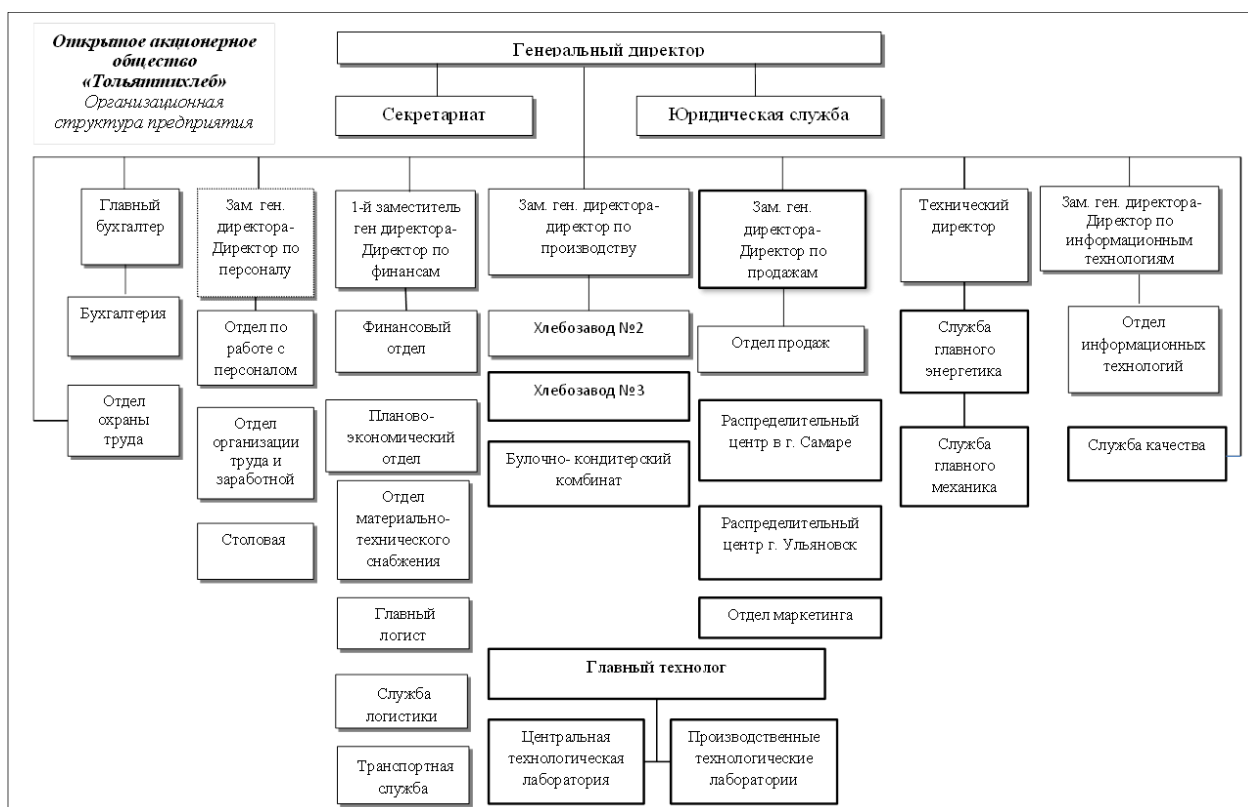 Открытое акционерное
общество
«Тольяттихлеб»
Организационная
структура предприятия
Генеральный директор
Секретариат
Юридическая служба
Главный
бухгалтер
Зам. ген.
директора-
Директор по
персоналу
1-й заместитель
ген директора-
Директор по
финансам
Зам. ген. директора-
директор по
производству
Зам. ген.
директора-
Директор по
продажам
Технический
директор
Зам. ген. директора-
Директор по
информационным
технологиям
Бухгалтерия
Отдел по
работе с
персоналом
Финансовый
отдел
Хлебозавод №2
Отдел продаж
Служба
главного
энергетика
Отдел
информационных
технологий
Отдел
охраны
труда
Отдел
организации
труда и
заработной
Планово-
экономический
отдел
Хлебозавод №3
Распределительный
центр в г. Самаре
Служба
главного
механика
Служба качества
Булочно- кондитерский
комбинат
Столовая
Отдел
материально-
технического
снабжения
Распределительный
центр г. Ульяновск
Главный
логист
Отдел маркетинга
Главный технолог
Служба
логистики
Центральная
технологическая
лаборатория
Производственные
технологические
лаборатории
Транспортная
служба